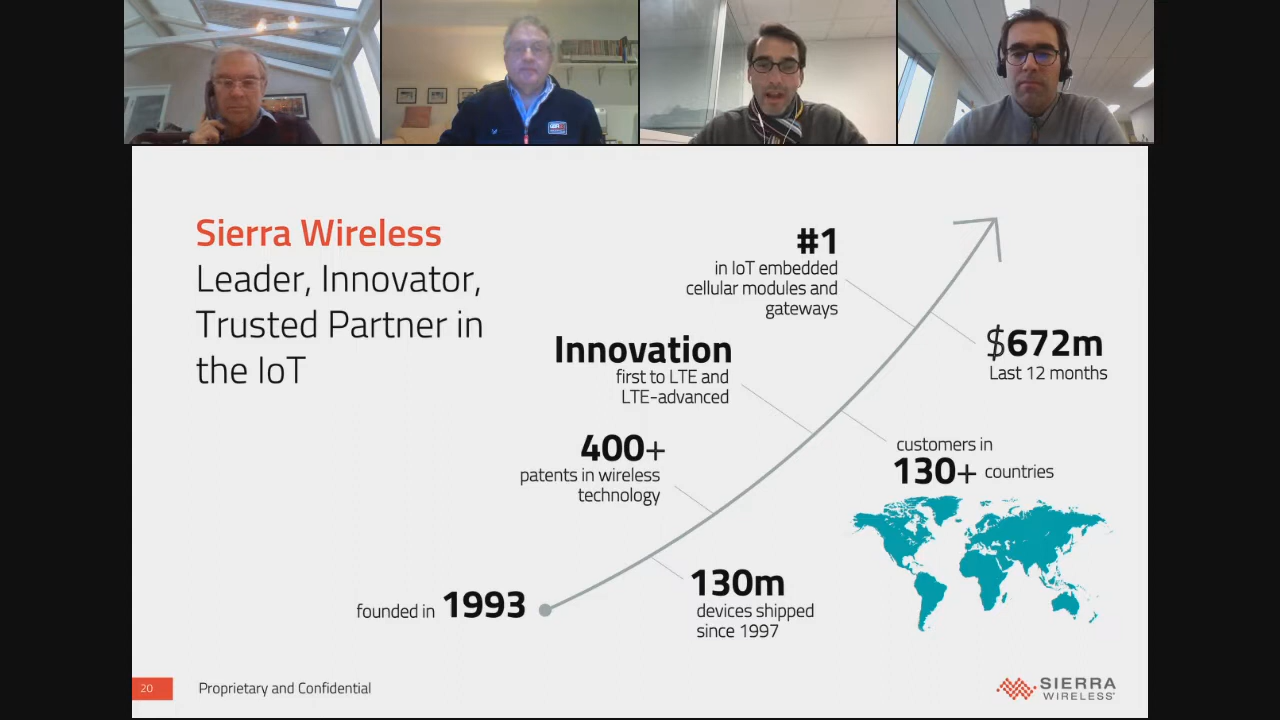 Sierra Wireless
Leader, Innovator,
Trusted Partner in
the IoT
#1
in IoT embedded
cellular modules and
gateways
$672m
Last 12 months
Innovation
first to LTE and
LTE-advanced
customers in
130+ countries
400+
patents in wireless
technology
130m
devices shipped
since 1997
founded in 1993
20
Proprietary and Confidential
SIERRA
WIRELESS